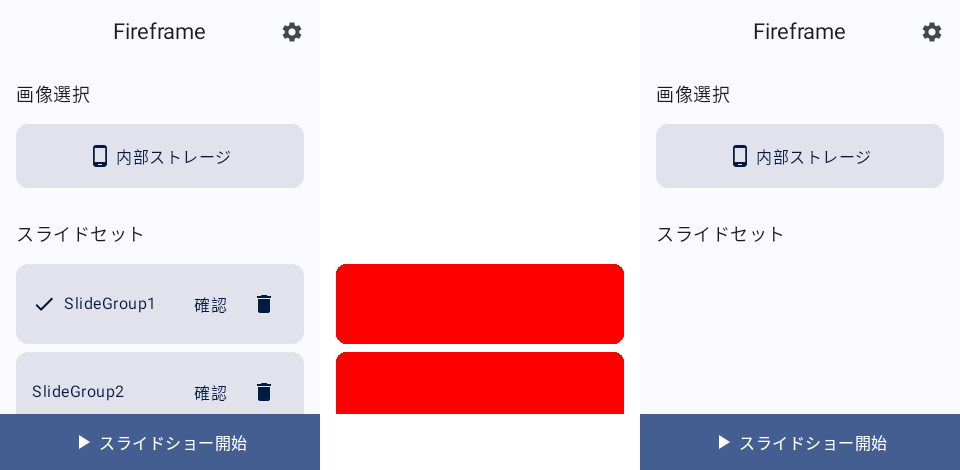 Fireframe
画像選択
内部ストレージ
スライドセット
SlideGroup1 確認
SlideGroup2 確認
スライドショー開始
Fireframe
画像選択
内部ストレージ
スライドセット
スライドショー開始